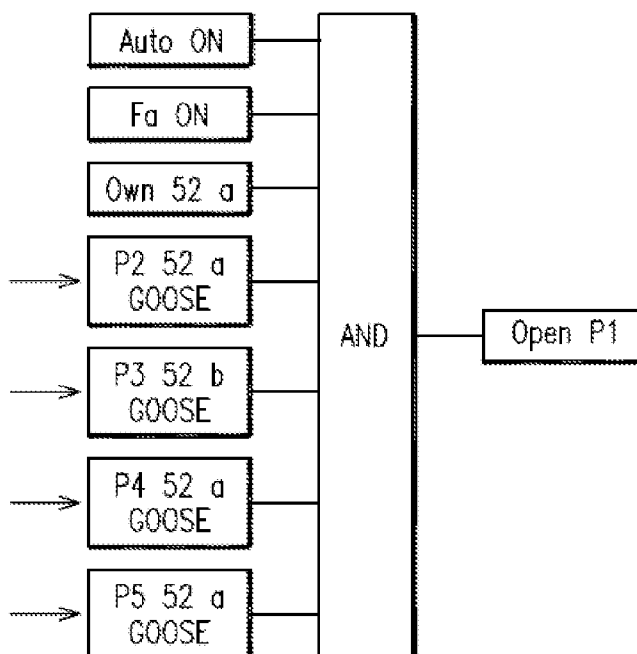 Auto ON
Fa ON
Own 52 a
P2 52 a
GOOSE
P3 52 b
GOOSE
P4 52 a
GOOSE
P5 52 a
GOOSE
AND
Open P1